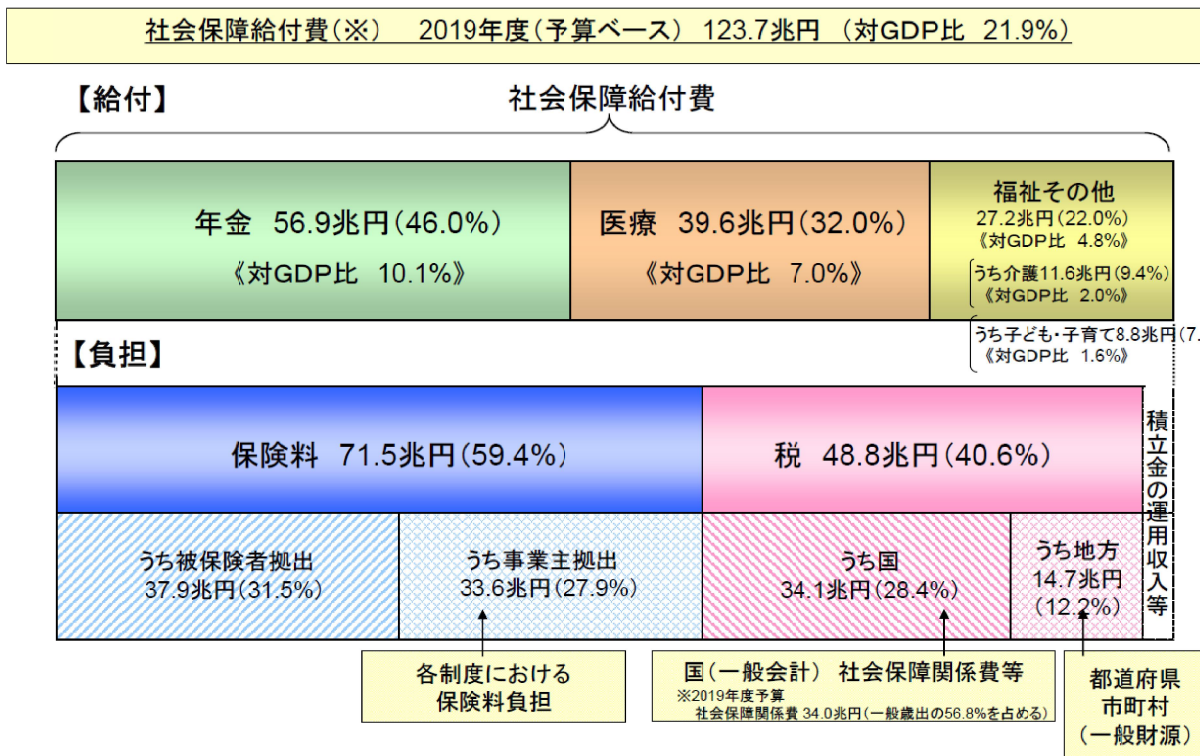 社会保障給付費(※) 2019年度(予算ベース) 123.7兆円 (対GDP比 21.9%)
【給付】
社会保障給付費
年金 56.9兆円(46.0%)
《対GDP比 10.1%》
医療 39.6兆円(32.0%)
《対GDP比 7.0%》
福祉その他
27.2兆円(22.0%)
《対GDP比 4.8%》
うち介護11.6兆円(9.4%)
《対GDP比 2.0%》
うち子ども・子育て8.8兆円(7.
《対GDP比 1.6%》
【負担】
保険料 71.5兆円(59.4%)
税 48.8兆円(40.6%)
積立金の運用収入等
うち被保険者拠出
37.9兆円(31.5%)
うち事業主拠出
33.6兆円(27.9%)
うち国
34.1兆円(28.4%)
うち地方
14.7兆円
(12.2%)
各制度における
保険料負担
国(一般会計) 社会保障関係費等
※2019年度予算
社会保障関係費 34.0兆円(一般歳出の56.8%を占める)
都道府県
市町村
(一般財源)